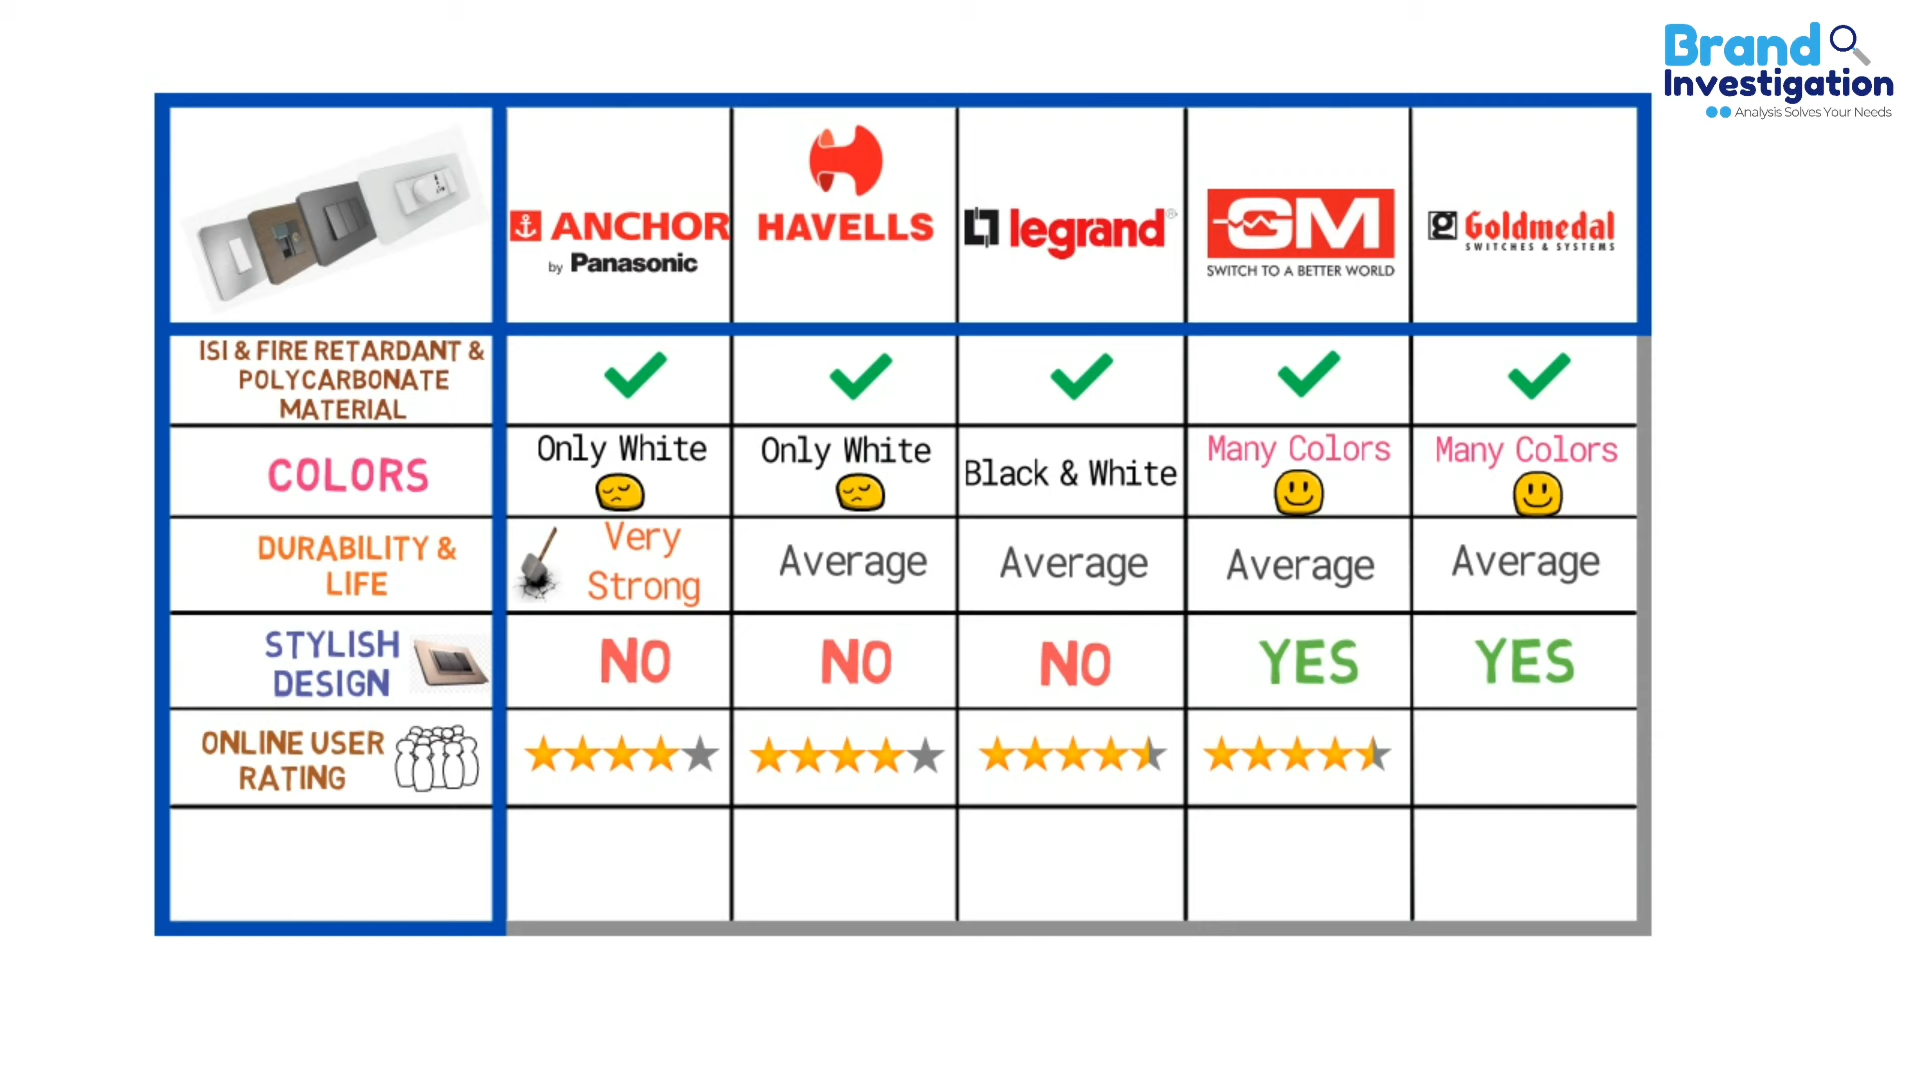 Brand
Investigation
Analysis Solves Your Needs
ANCHOR
by Panasonic
HAVELLS
legrand®
GM
SWITCH TO A BETTER WORLD
g Goldmedal
SWITCHES & SYSTEMS
ISI & FIRE RETARDANT &
POLYCARBONATE
MATERIAL
COLORS
Only White
Only White
Black & White
Many Colors
Many Colors
DURABILITY &
LIFE
Very
Strong
Average
Average
Average
Average
STYLISH
DESIGN
NO
NO
NO
YES
YES
ONLINE USER
RATING